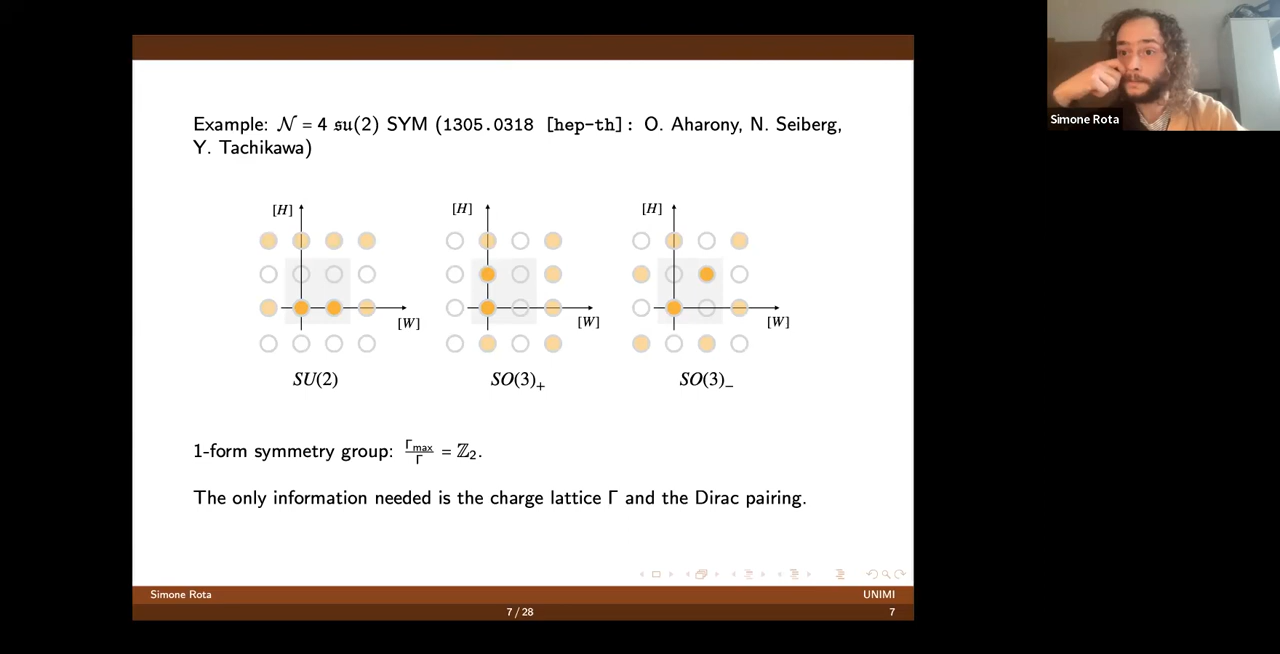 Example: 𝒩 = 4 𝔰𝔲(2) SYM (1305.0318 [hep-th]: O. Aharony, N. Seiberg,
Y. Tachikawa)
[H] [H] [H]
[W] [W] [W]
SU(2) SO(3)₊ SO(3)₋
1-form symmetry group: Γmax/Γ = ℤ₂.
The only information needed is the charge lattice Γ and the Dirac pairing.
Simone Rota UNIMI
7 / 28 7
Simone Rota